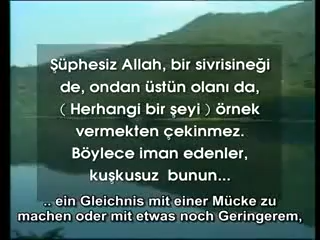 Şüphesiz Allah, bir sivrisineği
de, ondan üstün olanı da,
( Herhangi bir şeyi ) örnek
vermekten çekinmez.
Böylece iman edenler,
kuşkusuz bunun...
.. ein Gleichnis mit einer Mücke zu
machen oder mit etwas noch Geringerem,